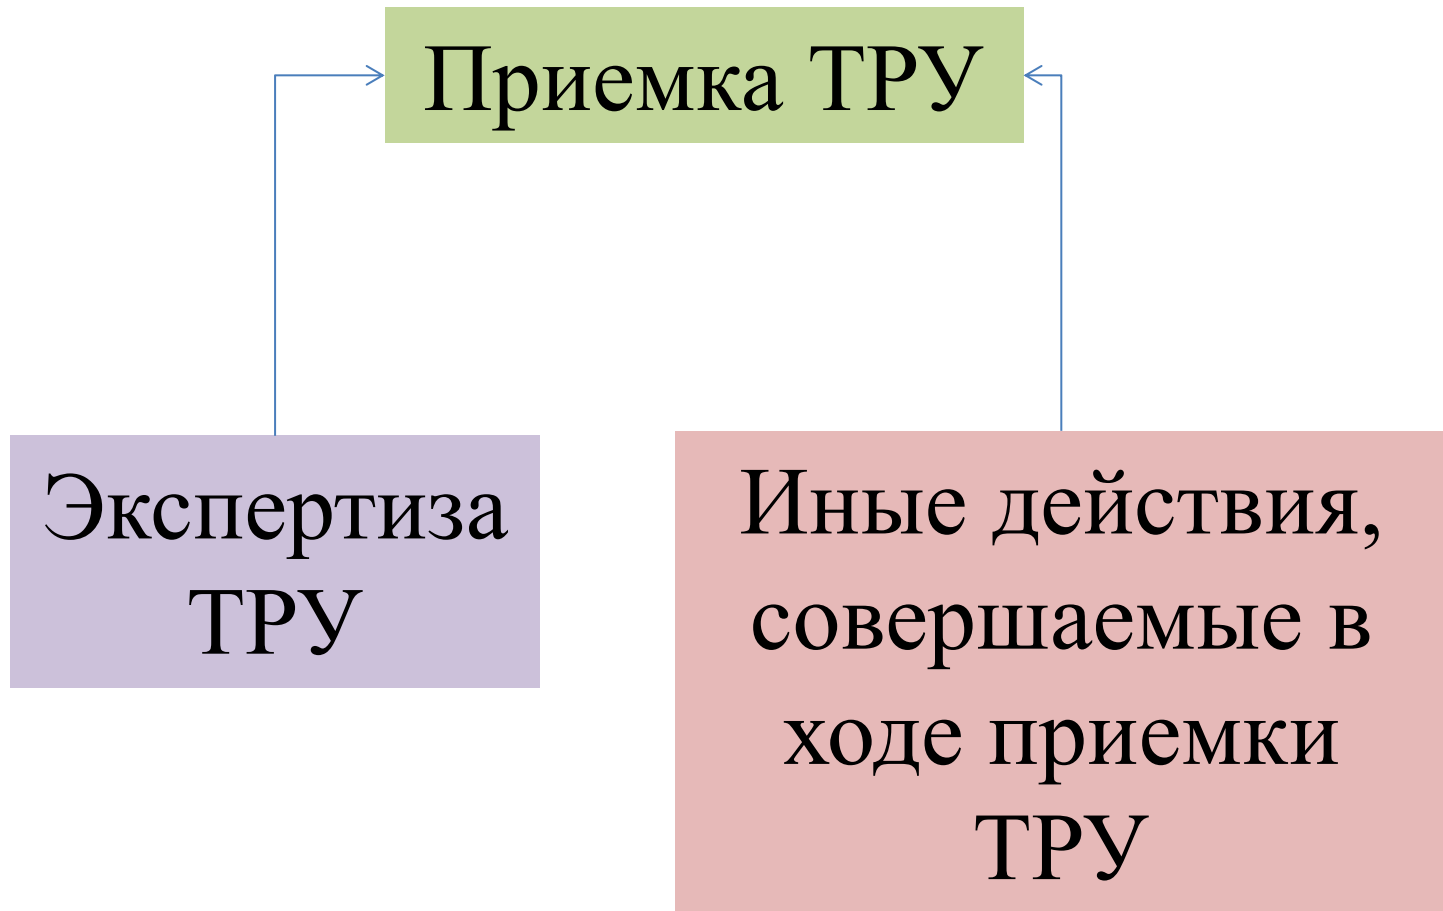 Приемка ТРУ
Экспертиза
ТРУ
Иные действия,
совершаемые в
ходе приемки
ТРУ